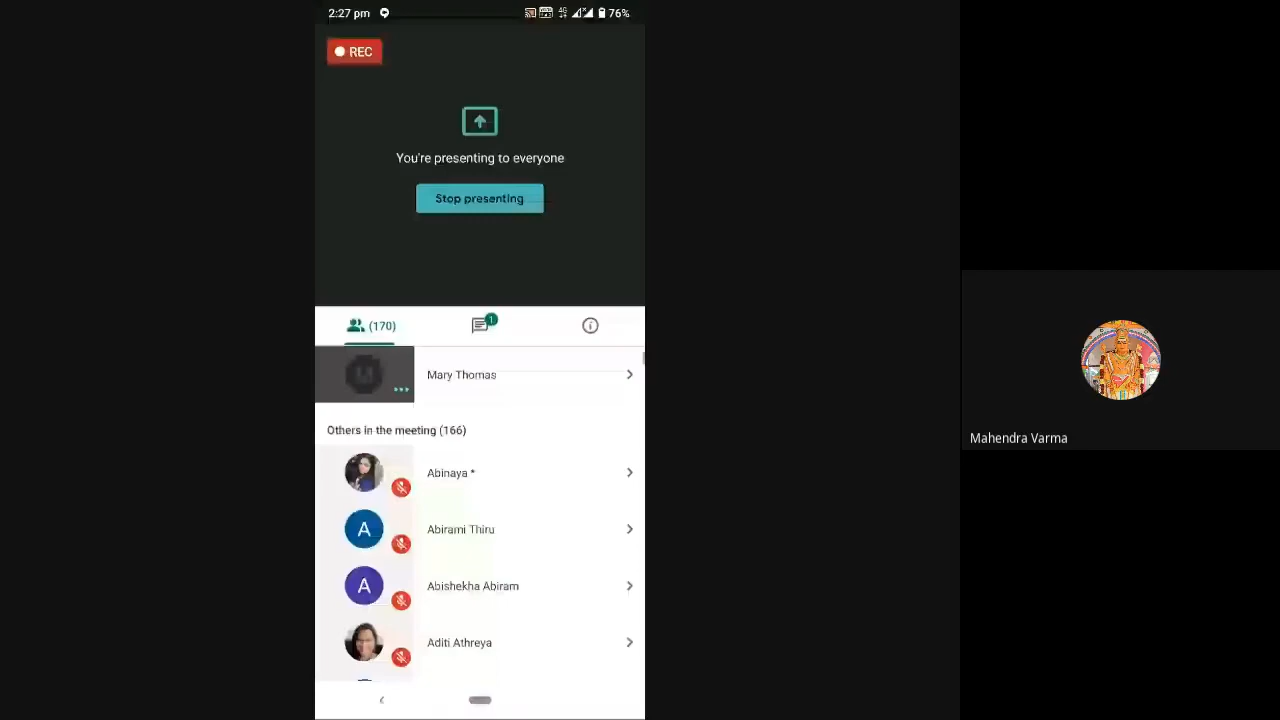 2:27 pm 76%
REC
You're presenting to everyone
Stop presenting
(170) 1
Mary Thomas
Others in the meeting (166)
Abinaya *
A Abirami Thiru
A Abishekha Abiram
Aditi Athreya
Mahendra Varma